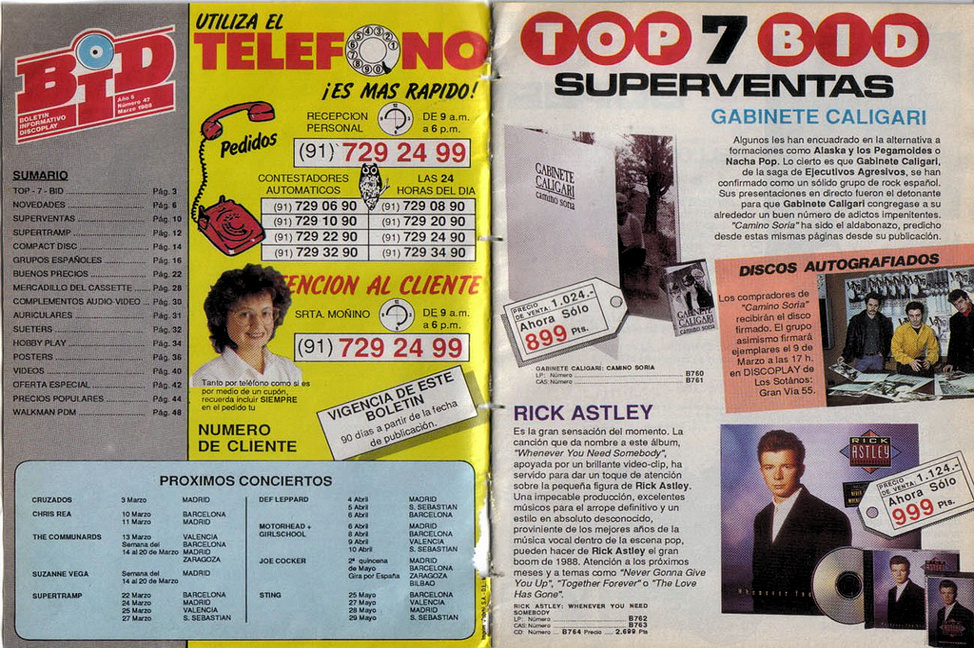 BID
Año 5
Número 47
Marzo 1988
BOLETIN
INFORMATIVO
DISCOPLAY
SUMARIO
TOP - 7 - BID ........ Pág. 3
NOVEDADES ........ Pág. 6
SUPERVENTAS ........ Pág. 10
SUPERTRAMP ........ Pág. 12
COMPACT DISC ........ Pág. 14
GRUPOS ESPAÑOLES ........ Pág. 16
BUENOS PRECIOS ........ Pág. 22
MERCADILLO DEL CASSETTE ........ Pág. 28
COMPLEMENTOS AUDIO-VIDEO ... Pág. 30
AURICULARES ........ Pág. 31
SUETERS ........ Pág. 32
HOBBY PLAY ........ Pág. 34
POSTERS ........ Pág. 36
VIDEOS ........ Pág. 40
OFERTA ESPECIAL ........ Pág. 42
PRECIOS POPULARES ........ Pág. 44
WALKMAN PDM ........ Pág. 48
UTILIZA EL
TELEFONO
¡ES MAS RAPIDO!
Pedidos
RECEPCION
PERSONAL
DE 9 a.m.
a 6 p.m.
(91) 729 24 99
CONTESTADORES
AUTOMATICOS
LAS 24
HORAS DEL DIA
(91) 729 06 90 (91) 729 08 90
(91) 729 10 90 (91) 729 20 90
(91) 729 22 90 (91) 729 24 90
(91) 729 32 90 (91) 729 34 90
ENCION AL CLIENTE
SRTA. MOÑINO
DE 9 a.m.
a 6 p.m.
(91) 729 24 99
Tanto por teléfono como si es
por medio de un cupón,
recuerda incluir SIEMPRE
en el pedido tu
NUMERO
DE CLIENTE
VIGENCIA DE ESTE
BOLETIN
90 días a partir de la fecha
de publicación.
PROXIMOS CONCIERTOS
CRUZADOS 3 Marzo MADRID
CHRIS REA 10 Marzo BARCELONA
11 Marzo MADRID
THE COMMUNARDS 13 Marzo VALENCIA
Semana del BARCELONA
14 al 20 de Marzo MADRID
ZARAGOZA
SUZANNE VEGA Semana del MADRID
14 al 20 de Marzo
SUPERTRAMP 22 Marzo BARCELONA
24 Marzo MADRID
25 Marzo VALENCIA
27 Marzo S. SEBASTIAN
DEF LEPPARD 4 Abril MADRID
5 Abril S. SEBASTIAN
6 Abril BARCELONA
MOTORHEAD + 6 Abril MADRID
GIRLSCHOOL 8 Abril BARCELONA
9 Abril VALENCIA
10 Abril S. SEBASTIAN
JOE COCKER 2ª quincena MADRID
de Mayo BARCELONA
Gira por España ZARAGOZA
BILBAO
STING 25 Mayo BARCELONA
27 Mayo VALENCIA
28 Mayo MADRID
29 Mayo S. SEBASTIAN
TOP 7 BID
SUPERVENTAS
GABINETE CALIGARI
Algunos les han encuadrado en la alternativa a
formaciones como Alaska y los Pegamoides o
Nacha Pop. Lo cierto es que Gabinete Caligari,
de la saga de Ejecutivos Agresivos, se han
confirmado como un sólido grupo de rock español.
Sus presentaciones en directo fueron el detonante
para que Gabinete Caligari congregase a su
alrededor un buen número de adictos impenitentes.
"Camino Soria" ha sido el aldabonazo, predicho
desde estas mismas páginas desde su publicación.
GABINETE
CALIGARI
camino soria
GABINETE
CALIGARI
camino soria
PRECIO
DE VENTA: 1.024.-
Ahora Sólo
899 Pts.
GABINETE CALIGARI: CAMINO SORIA
LP: Número ........ B760
CAS: Número ........ B761
DISCOS AUTOGRAFIADOS
Los compradores de
"Camino Soria"
recibirán el disco
firmado. El grupo
asimismo firmará
ejemplares el 9 de
Marzo a las 17 h.
en DISCOPLAY de
Los Sotános:
Gran Vía 55.
RICK ASTLEY
Es la gran sensación del momento. La
canción que da nombre a este álbum,
"Whenever You Need Somebody",
apoyada por un brillante video-clip, ha
servido para dar un toque de atención
sobre la pequeña figura de Rick Astley.
Una impecable producción, excelentes
músicos para el arrope definitivo y un
estilo en absoluto desconocido,
proviniente de los mejores años de la
música vocal dentro de la escena pop,
pueden hacer de Rick Astley el gran
boom de 1988. Atención a los próximos
meses y a temas como "Never Gonna Give
You Up", "Together Forever" o "The Love
Has Gone".
RICK ASTLEY: WHENEVER YOU NEED
SOMEBODY
LP: Número ........ B762
CAS: Número ........ B763
CD: Número ... B764 Precio .... 2.699 Pts
RICK
ASTLEY
PRECIO
DE VENTA: 1.124.-
Ahora Sólo
999 Pts.
Whenever You
RICK
ASTLEY